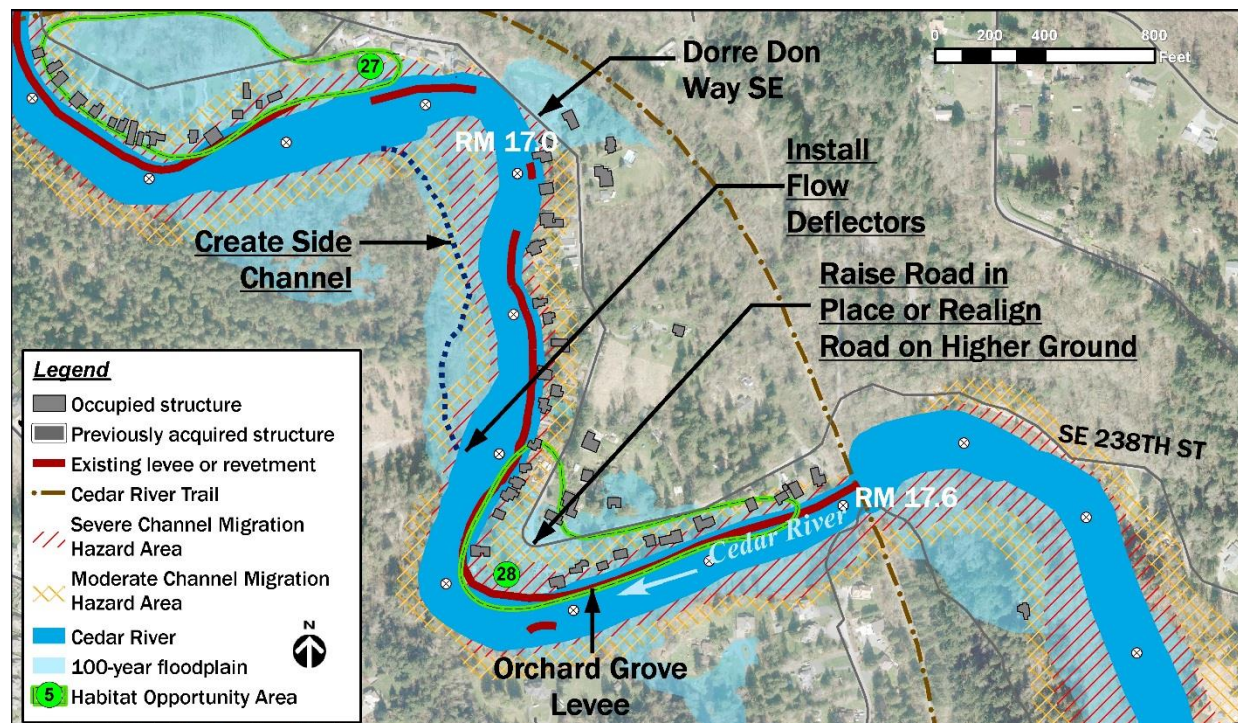 27
Dorre Don
Way SE
0 200 400 800
Feet
RM 17.0
Install
Flow
Deflectors
Create Side
Channel
Raise Road in
Place or Realign
Road on Higher Ground
SE 238TH ST
RM 17.6
Cedar River
28
Orchard Grove
Levee
Legend
Occupied structure
Previously acquired structure
Existing levee or revetment
Cedar River Trail
Severe Channel Migration
Hazard Area
Moderate Channel Migration
Hazard Area
Cedar River
N
100-year floodplain
5 Habitat Opportunity Area